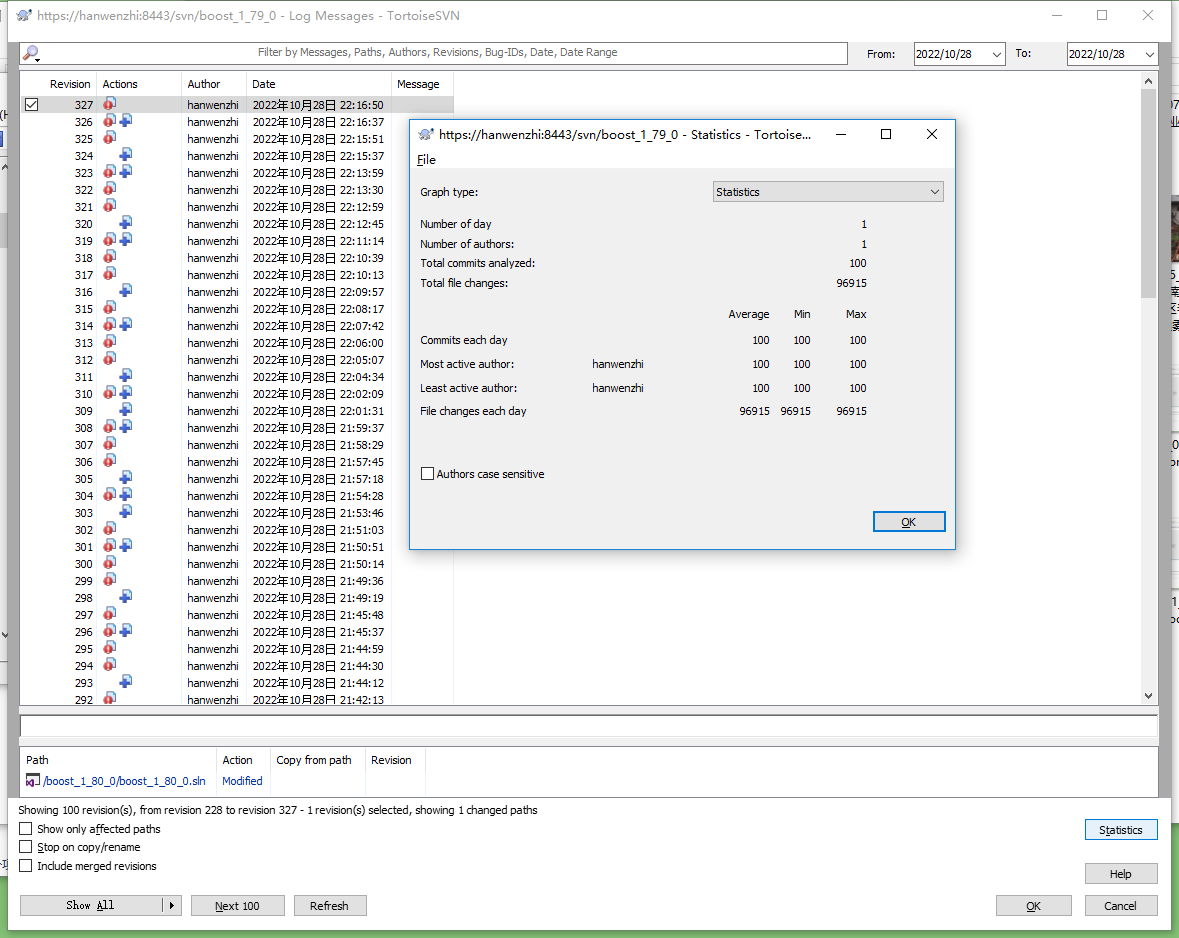 https://hanwenzhi:8443/svn/boost_1_79_0 - Log Messages - TortoiseSVN
Filter by Messages, Paths, Authors, Revisions, Bug-IDs, Date, Date Range
From: 2022/10/28 To: 2022/10/28
Revision Actions Author Date Message
327 hanwenzhi 2022年10月28日 22:16:50
326 hanwenzhi 2022年10月28日 22:16:37
325 hanwenzhi 2022年10月28日 22:15:51
324 hanwenzhi 2022年10月28日 22:15:37
323 hanwenzhi 2022年10月28日 22:13:59
322 hanwenzhi 2022年10月28日 22:13:30
321 hanwenzhi 2022年10月28日 22:12:59
320 hanwenzhi 2022年10月28日 22:12:45
319 hanwenzhi 2022年10月28日 22:11:14
318 hanwenzhi 2022年10月28日 22:10:39
317 hanwenzhi 2022年10月28日 22:10:13
316 hanwenzhi 2022年10月28日 22:09:57
315 hanwenzhi 2022年10月28日 22:08:17
314 hanwenzhi 2022年10月28日 22:07:42
313 hanwenzhi 2022年10月28日 22:06:00
312 hanwenzhi 2022年10月28日 22:05:07
311 hanwenzhi 2022年10月28日 22:04:34
310 hanwenzhi 2022年10月28日 22:02:09
309 hanwenzhi 2022年10月28日 22:01:31
308 hanwenzhi 2022年10月28日 21:59:37
307 hanwenzhi 2022年10月28日 21:58:29
306 hanwenzhi 2022年10月28日 21:57:45
305 hanwenzhi 2022年10月28日 21:57:18
304 hanwenzhi 2022年10月28日 21:54:28
303 hanwenzhi 2022年10月28日 21:53:46
302 hanwenzhi 2022年10月28日 21:51:03
301 hanwenzhi 2022年10月28日 21:50:51
300 hanwenzhi 2022年10月28日 21:50:14
299 hanwenzhi 2022年10月28日 21:49:36
298 hanwenzhi 2022年10月28日 21:49:19
297 hanwenzhi 2022年10月28日 21:45:48
296 hanwenzhi 2022年10月28日 21:45:37
295 hanwenzhi 2022年10月28日 21:44:59
294 hanwenzhi 2022年10月28日 21:44:30
293 hanwenzhi 2022年10月28日 21:44:12
292 hanwenzhi 2022年10月28日 21:42:13
https://hanwenzhi:8443/svn/boost_1_79_0 - Statistics - Tortoise...
File
Graph type: Statistics
Number of day 1
Number of authors: 1
Total commits analyzed: 100
Total file changes: 96915
Average Min Max
Commits each day 100 100 100
Most active author: hanwenzhi 100 100 100
Least active author: hanwenzhi 100 100 100
File changes each day 96915 96915 96915
Authors case sensitive
OK
Path Action Copy from path Revision
/boost_1_80_0/boost_1_80_0.sln Modified
Showing 100 revision(s), from revision 228 to revision 327 - 1 revision(s) selected, showing 1 changed paths
Show only affected paths
Statistics
Stop on copy/rename
Include merged revisions
Help
Show All Next 100 Refresh OK Cancel